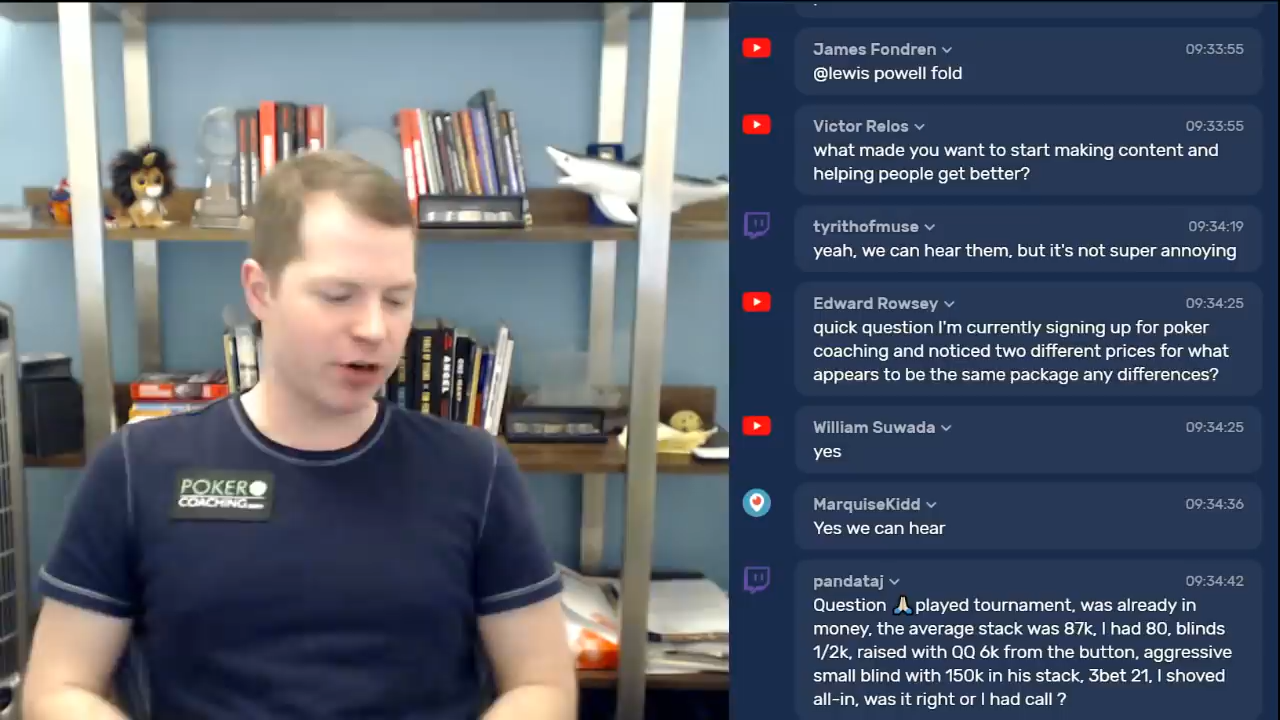 James Fondren
09:33:55
@lewis powell fold
Victor Relos
09:33:55
what made you want to start making content and
helping people get better?
tyrithofmuse
09:34:19
yeah, we can hear them, but it's not super annoying
Edward Rowsey
09:34:25
quick question I'm currently signing up for poker
coaching and noticed two different prices for what
appears to be the same package any differences?
William Suwada
09:34:25
yes
MarquiseKidd
09:34:36
Yes we can hear
pandataj
09:34:42
Question 🙏🏻 played tournament, was already in
money, the average stack was 87k, I had 80, blinds
1/2k, raised with QQ 6k from the button, aggressive
small blind with 150k in his stack, 3bet 21, I shoved
all-in, was it right or I had call ?
POKER
COACHING.COM
ANGEL